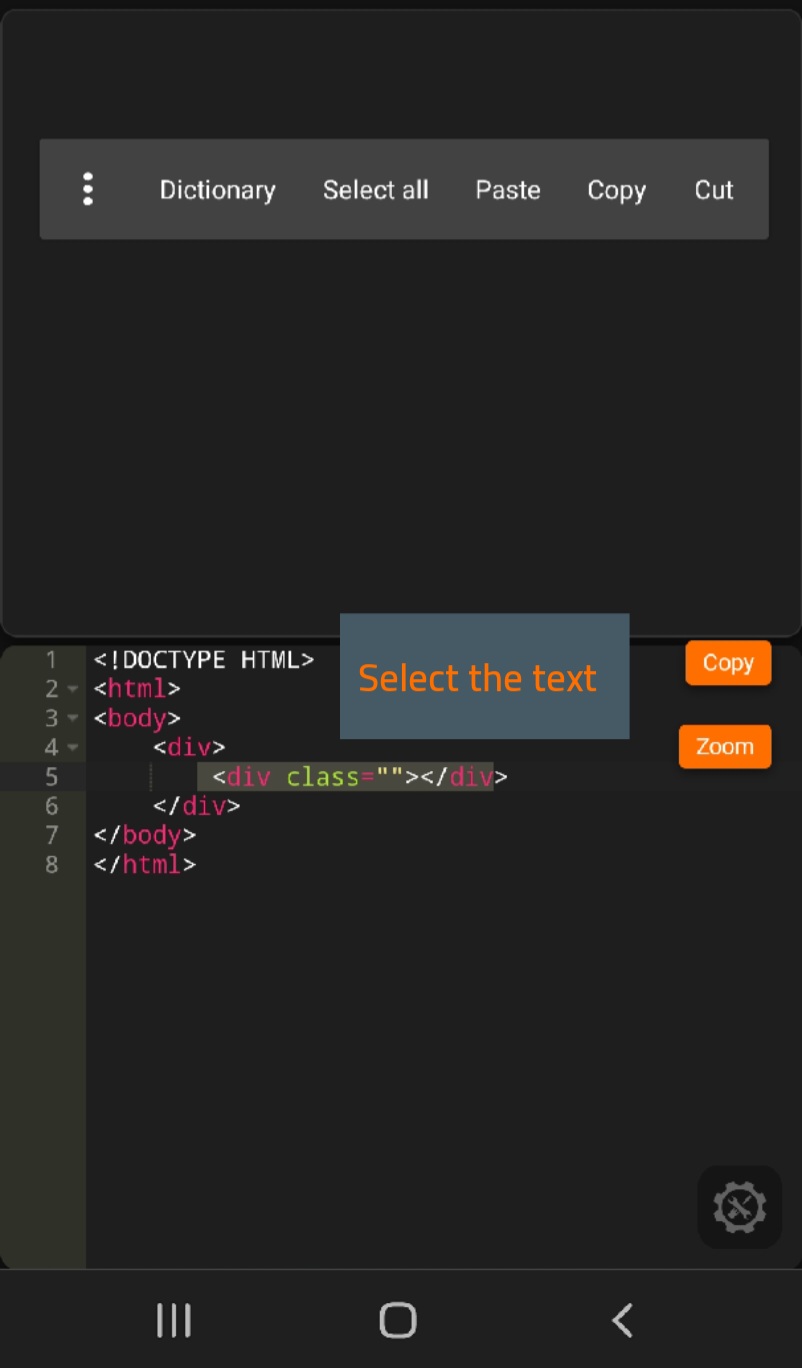 Dictionary Select all Paste Copy Cut
Select the text
Copy
Zoom
1 <!DOCTYPE HTML>
2 <html>
3 <body>
4     <div>
5         <div class=""></div>
6     </div>
7 </body>
8 </html>